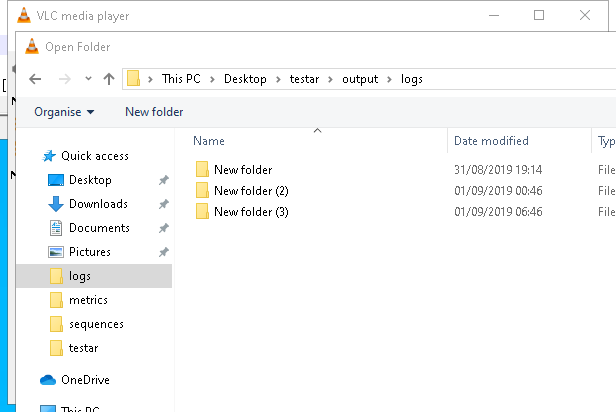 VLC media player
Open Folder
This PC > Desktop > testar > output > logs
Organise New folder
Name Date modified Typ
Quick access
Desktop
Downloads
Documents
Pictures
logs
metrics
sequences
testar
OneDrive
This PC
New folder 31/08/2019 19:14 File
New folder (2) 01/09/2019 00:46 File
New folder (3) 01/09/2019 06:46 File